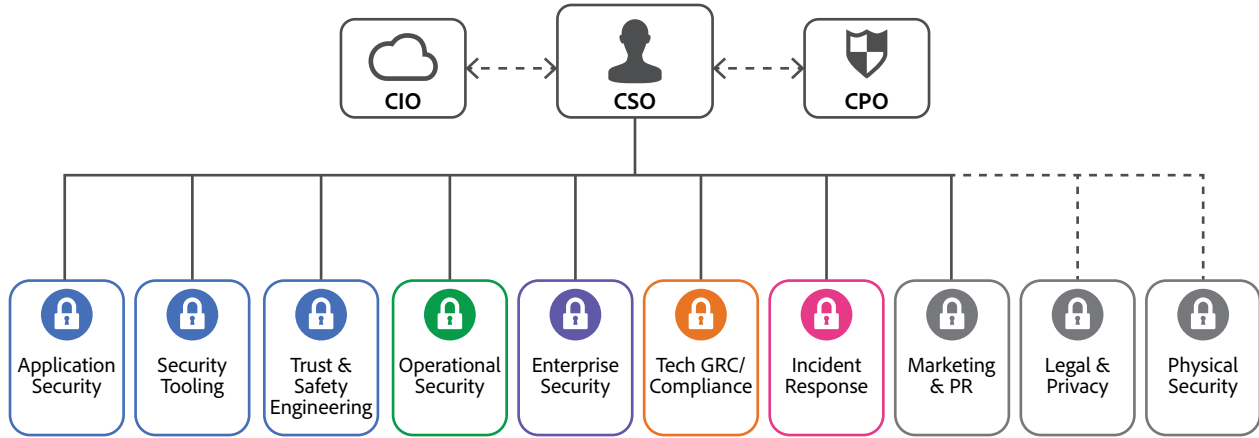 CIO
CSO
CPO
Application
Security
Security
Tooling
Trust &
Safety
Engineering
Operational
Security
Enterprise
Security
Tech GRC/
Compliance
Incident
Response
Marketing
& PR
Legal &
Privacy
Physical
Security